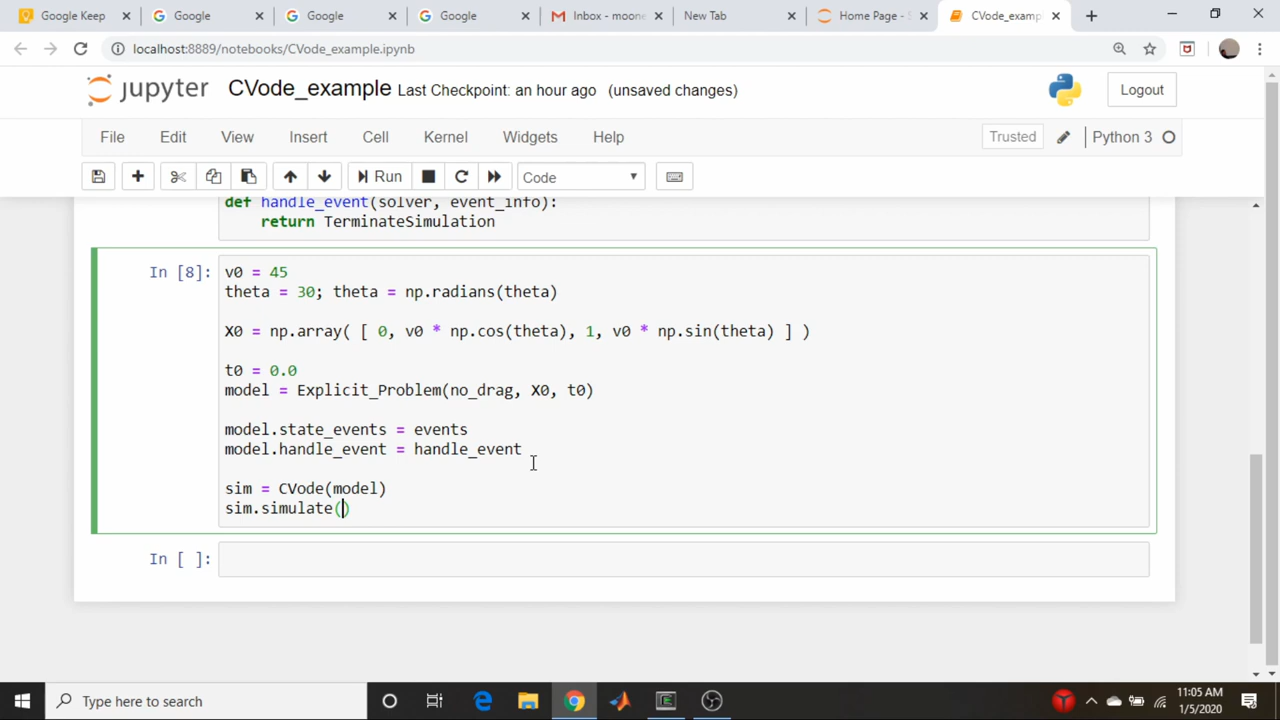 Google Keep
Google
Google
Google
Inbox - moone
New Tab
Home Page - S
CVode_examp
localhost:8889/notebooks/CVode_example.ipynb
jupyter
CVode_example Last Checkpoint: an hour ago (unsaved changes)
Logout
File Edit View Insert Cell Kernel Widgets Help
Trusted
Python 3
Run
Code
def handle_event(solver, event_info):
return TerminateSimulation
In [8]:
v0 = 45
theta = 30; theta = np.radians(theta)
X0 = np.array( [ 0, v0 * np.cos(theta), 1, v0 * np.sin(theta) ] )
t0 = 0.0
model = Explicit_Problem(no_drag, X0, t0)
model.state_events = events
model.handle_event = handle_event
sim = CVode(model)
sim.simulate()
In [ ]:
Type here to search
11:05 AM
1/5/2020